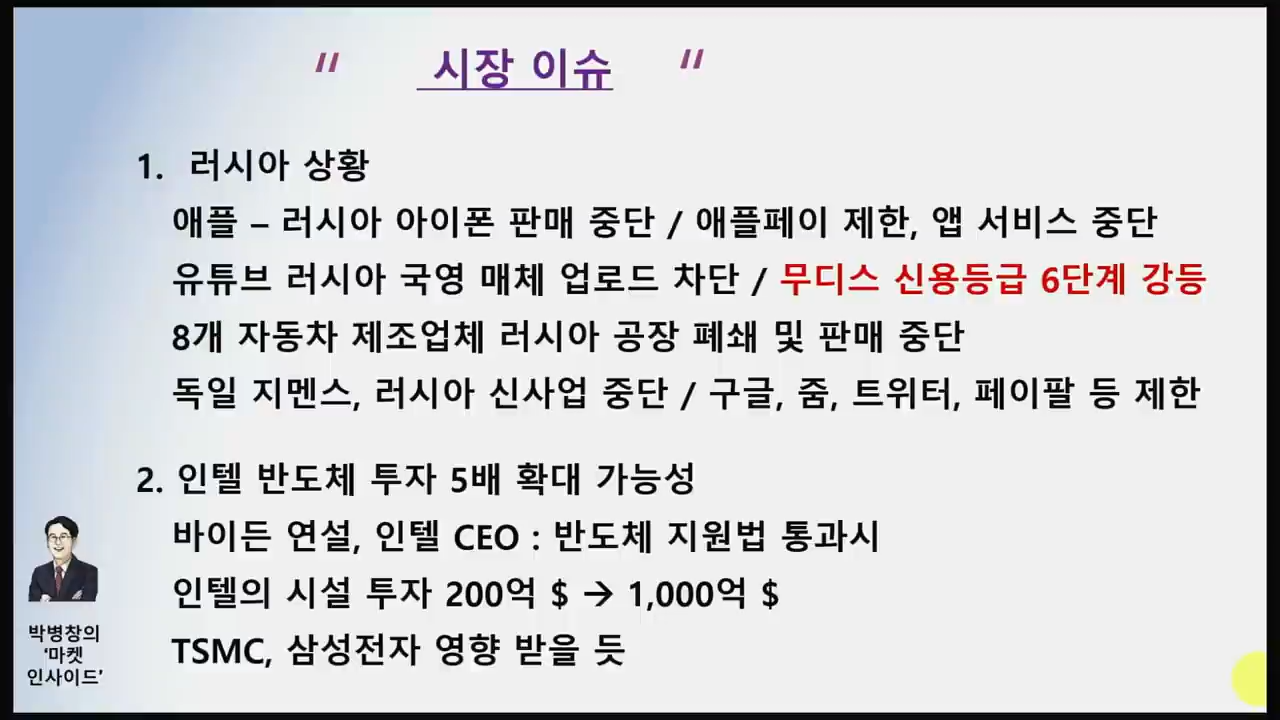 " 시장 이슈 "
1. 러시아 상황
애플 – 러시아 아이폰 판매 중단 / 애플페이 제한, 앱 서비스 중단
유튜브 러시아 국영 매체 업로드 차단 / 무디스 신용등급 6단계 강등
8개 자동차 제조업체 러시아 공장 폐쇄 및 판매 중단
독일 지멘스, 러시아 신사업 중단 / 구글, 줌, 트위터, 페이팔 등 제한
2. 인텔 반도체 투자 5배 확대 가능성
바이든 연설, 인텔 CEO : 반도체 지원법 통과시
인텔의 시설 투자 200억 $ → 1,000억 $
TSMC, 삼성전자 영향 받을 듯
박병창의
‘마켓
인사이드’